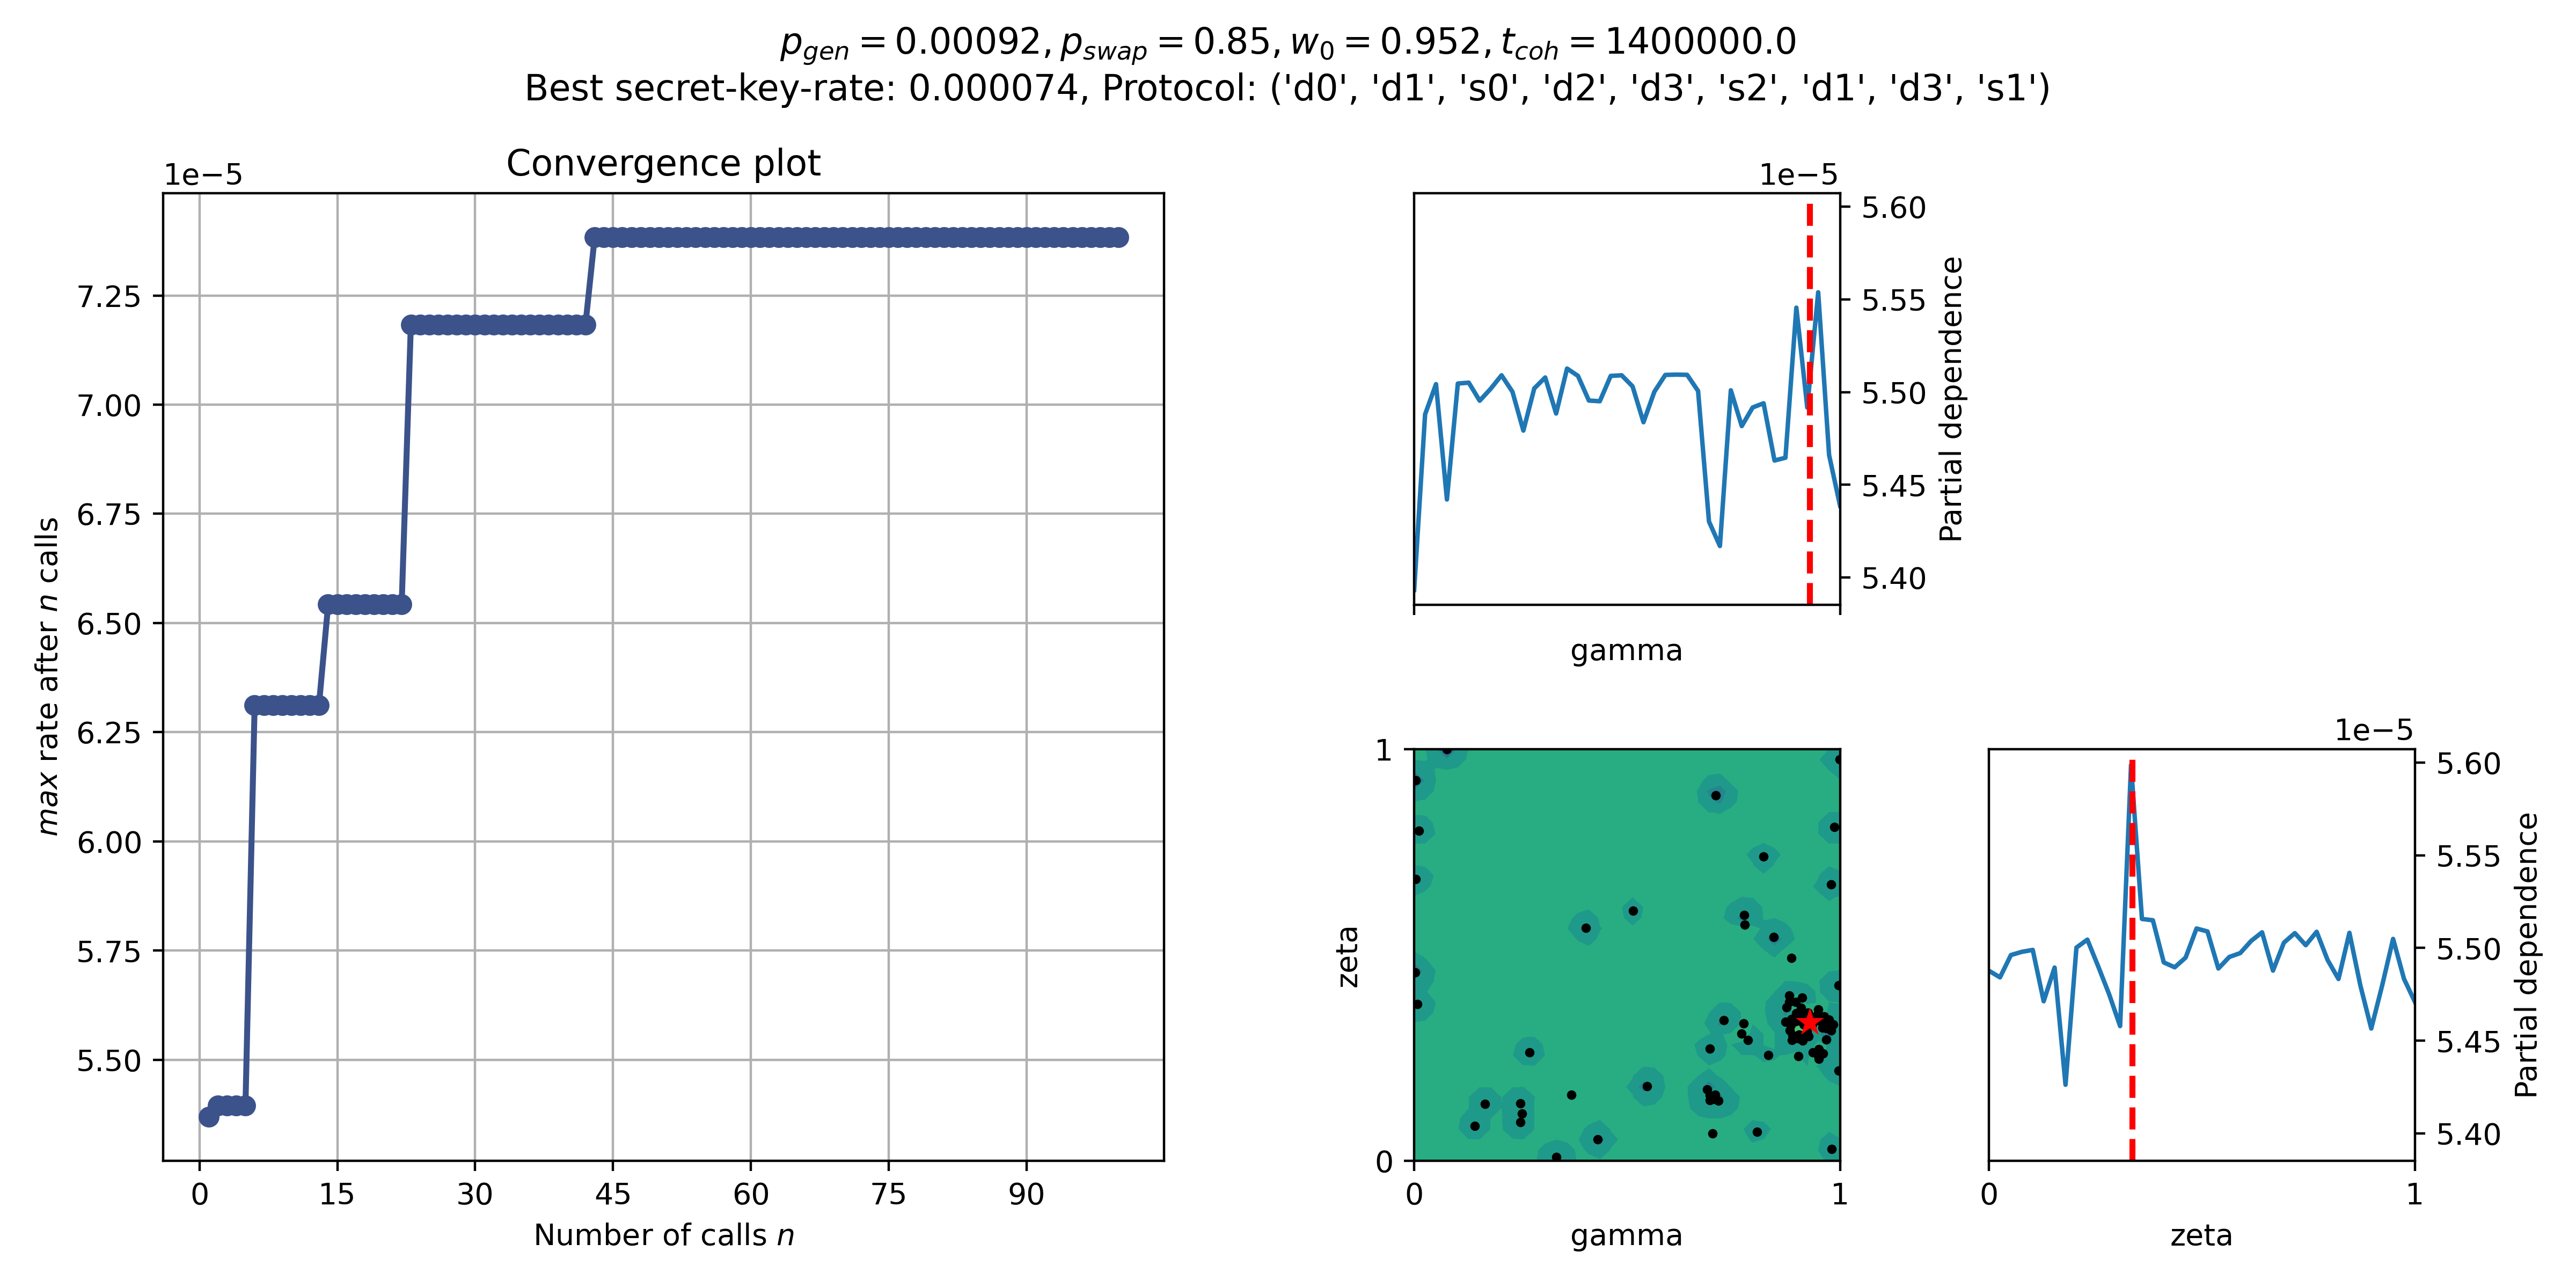 p_gen = 0.00092, p_swap = 0.85, w_0 = 0.952, t_coh = 1400000.0
Best secret-key-rate: 0.000074, Protocol: ('d0', 'd1', 's0', 'd2', 'd3', 's2', 'd1', 'd3', 's1')
Convergence plot
1e−5
7.25
7.00
6.75
6.50
6.25
6.00
5.75
5.50
max rate after n calls
0 15 30 45 60 75 90
Number of calls n
1e−5
5.60
5.55
5.50
5.45
5.40
Partial dependence
gamma
1
0
zeta
0 1
gamma
1e−5
5.60
5.55
5.50
5.45
5.40
Partial dependence
0 1
zeta